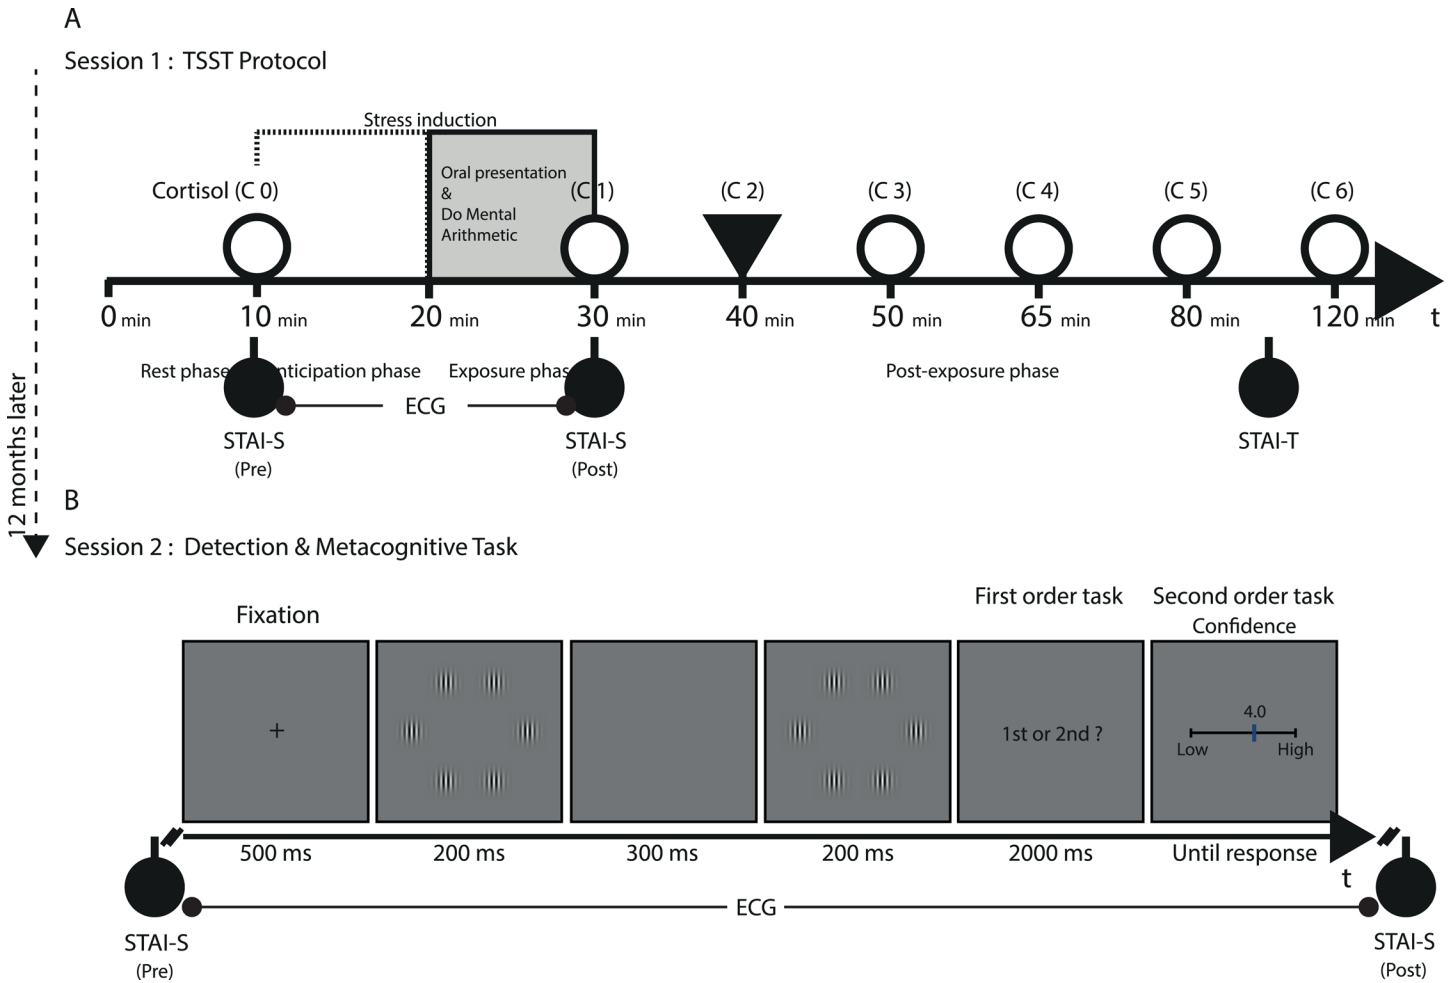 A
Session 1 : TSST Protocol
Stress induction
Oral presentation
&
Do Mental
Arithmetic
Cortisol (C 0)
(C 1)
(C 2)
(C 3)
(C 4)
(C 5)
(C 6)
0 min
10 min
20 min
30 min
40 min
50 min
65 min
80 min
120 min
t
Rest phase
nticipation phase
Exposure phas
Post-exposure phase
ECG
STAI-S
(Pre)
STAI-S
(Post)
STAI-T
12 months later
B
Session 2 : Detection & Metacognitive Task
Fixation
First order task
Second order task
Confidence
+
1st or 2nd ?
4.0
Low
High
500 ms
200 ms
300 ms
200 ms
2000 ms
Until response
t
ECG
STAI-S
(Pre)
STAI-S
(Post)